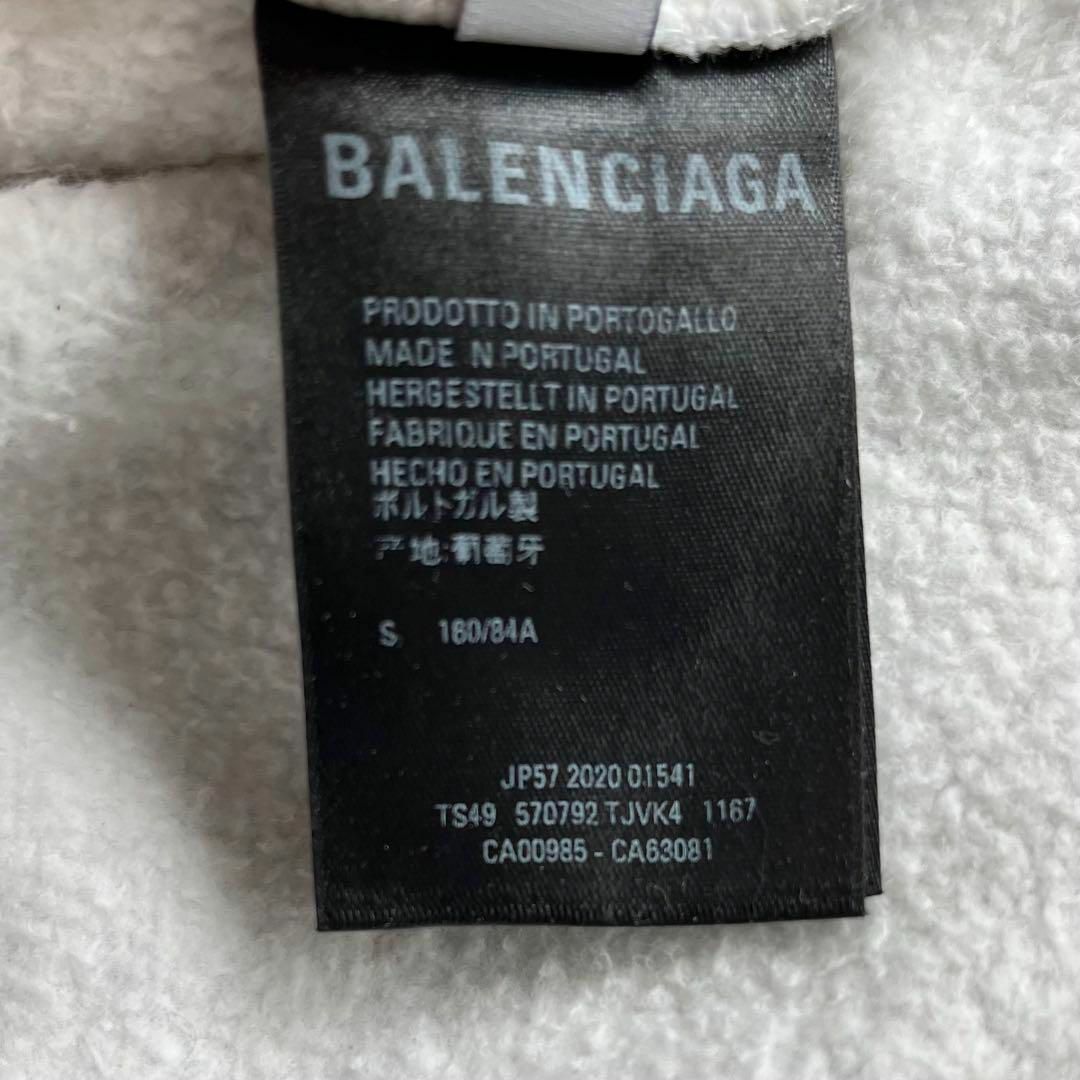 BALENCIAGA
PRODOTTO IN PORTOGALLO
MADE IN PORTUGAL
HERGESTELLT IN PORTUGAL
FABRIQUE EN PORTUGAL
HECHO EN PORTUGAL
ポルトガル製
产地:葡萄牙
S 160/84A
JP57 2020 01541
TS49 570792 TJVK4 1167
CA00985 - CA63081